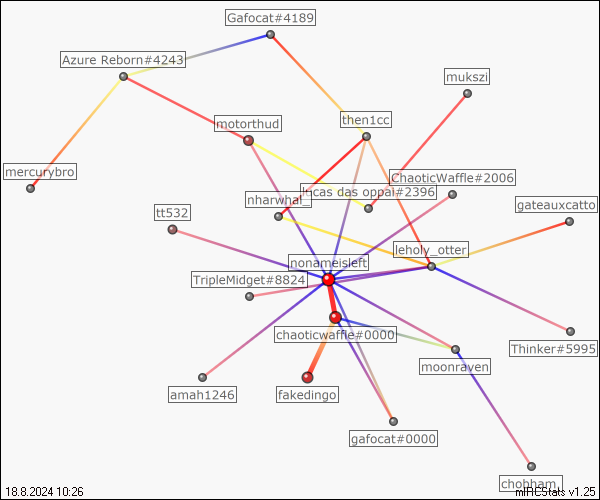 Gafocat#4189
Azure Reborn#4243
mukszi
then1cc
motorthud
mercurybro
ChaoticWaffle#2006
lncas das oppai#2396
nharwhal_
tt532
gateauxcatto
leholy_otter
nonameisleft
TripleMidget#8824
chaoticwaffle#0000
Thinker#5995
moonraven
amah1246
fakedingo
gafocat#0000
chobham_
18.8.2024 10:26
mIRCStats v1.25